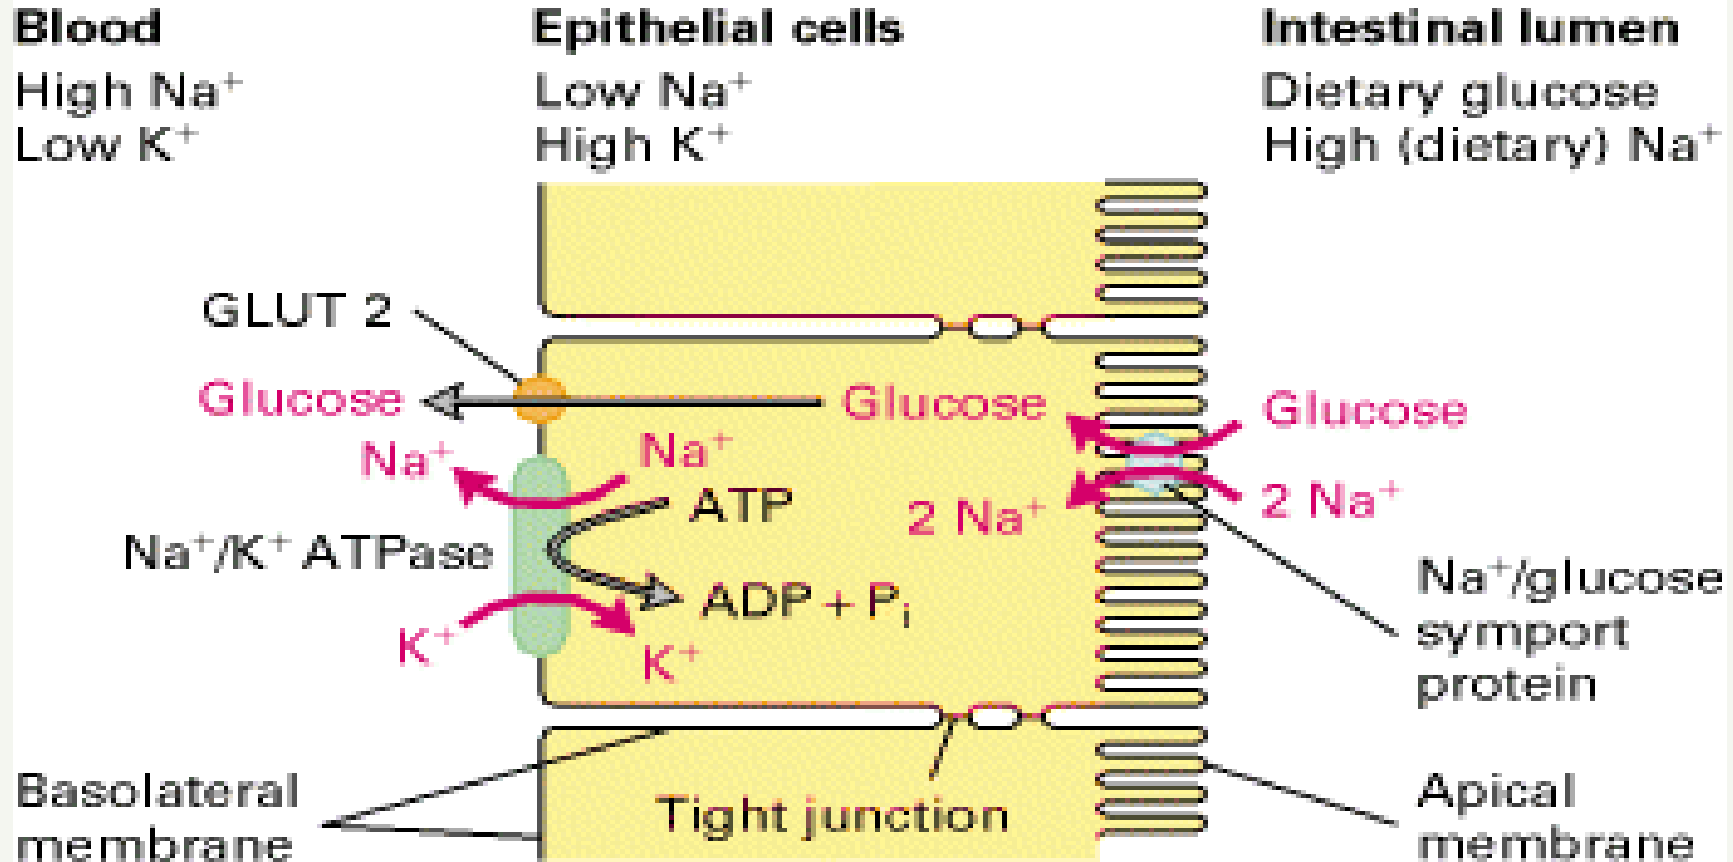 Blood
High Na⁺
Low K⁺
Epithelial cells
Low Na⁺
High K⁺
Intestinal lumen
Dietary glucose
High (dietary) Na⁺
GLUT 2
Glucose
Glucose
Glucose
Na⁺
Na⁺
ATP
2 Na⁺
2 Na⁺
Na⁺/K⁺ ATPase
ADP + Pᵢ
K⁺
K⁺
Na⁺/glucose
symport
protein
Basolateral
membrane
Tight junction
Apical
membrane